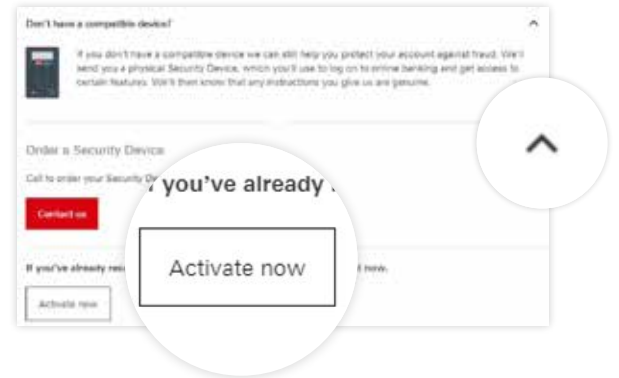 Don't have a compatible device?
If you don't have a compatible device we can still help you protect your account against fraud. We'll
send you a physical Security Device, which you'll use to log on to online banking and get access to
certain features. We'll then know that any instructions you give us are genuine.
Order a Security Device
Call to order your Security
Contact us
you've already
Activate now
If you've already now.
Activate now